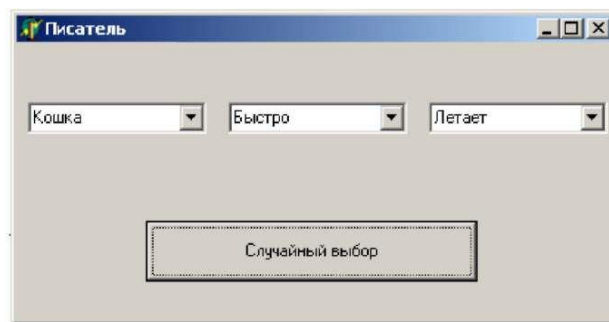 Писатель
Кошка Быстро Летает
Случайный выбор